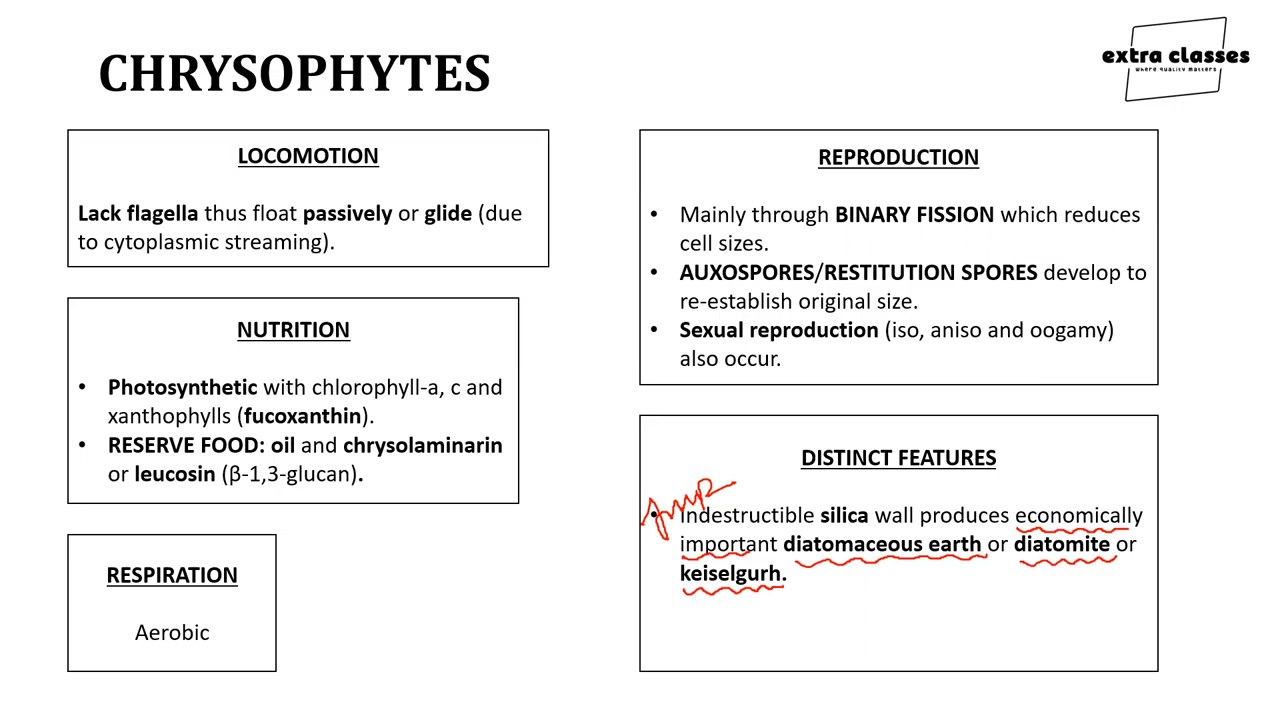 CHRYSOPHYTES
extra classes
where quality matters
LOCOMOTION
Lack flagella thus float passively or glide (due
to cytoplasmic streaming).
NUTRITION
• Photosynthetic with chlorophyll-a, c and
xanthophylls (fucoxanthin).
• RESERVE FOOD: oil and chrysolaminarin
or leucosin (β-1,3-glucan).
RESPIRATION
Aerobic
REPRODUCTION
• Mainly through BINARY FISSION which reduces
cell sizes.
• AUXOSPORES/RESTITUTION SPORES develop to
re-establish original size.
• Sexual reproduction (iso, aniso and oogamy)
also occur.
DISTINCT FEATURES
Imp
• Indestructible silica wall produces economically
important diatomaceous earth or diatomite or
keiselgurh.